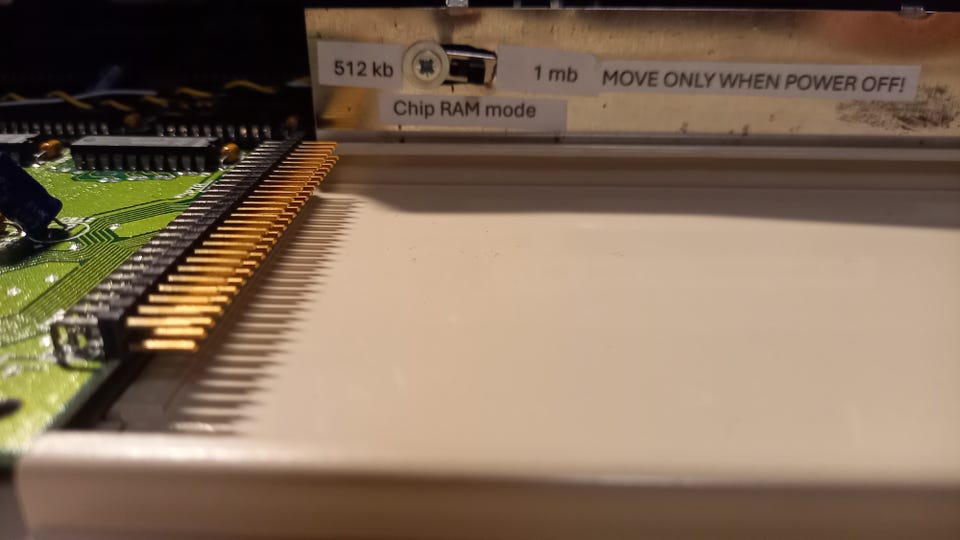 512 kb 1 mb MOVE ONLY WHEN POWER OFF!
Chip RAM mode